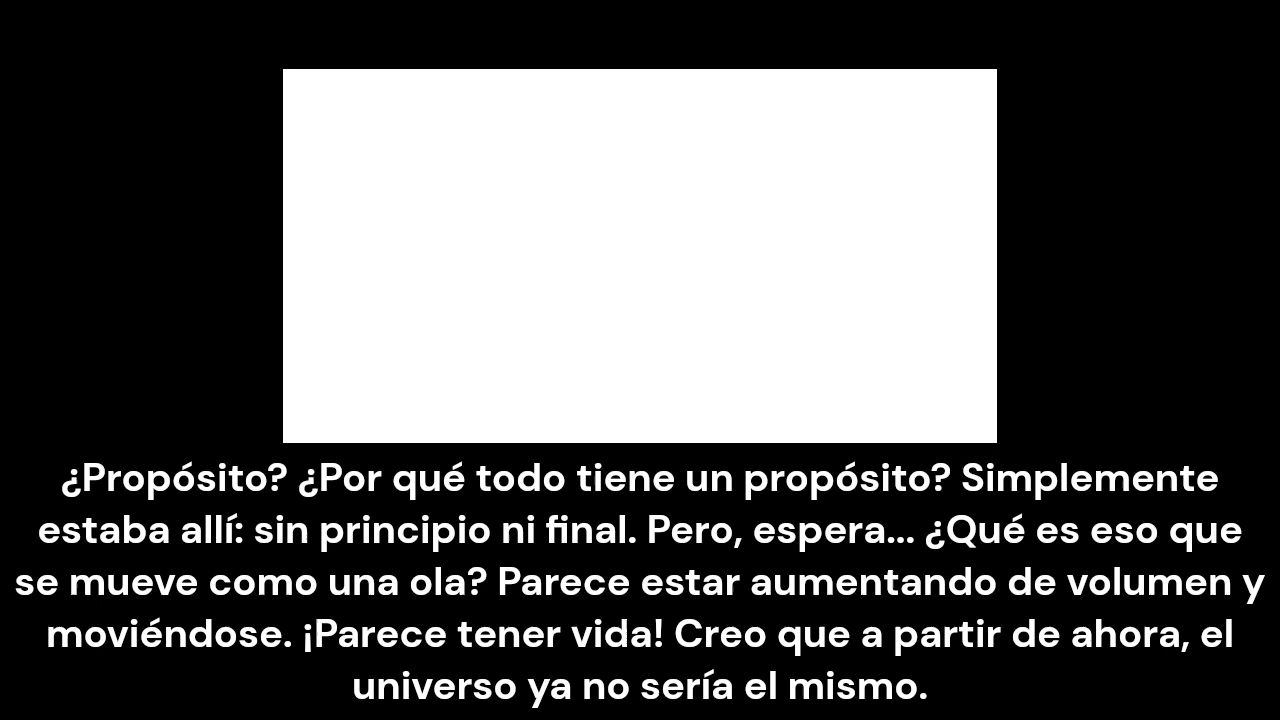 ¿Propósito? ¿Por qué todo tiene un propósito? Simplemente
estaba allí: sin principio ni final. Pero, espera... ¿Qué es eso que
se mueve como una ola? Parece estar aumentando de volumen y
moviéndose. ¡Parece tener vida! Creo que a partir de ahora, el
universo ya no sería el mismo.